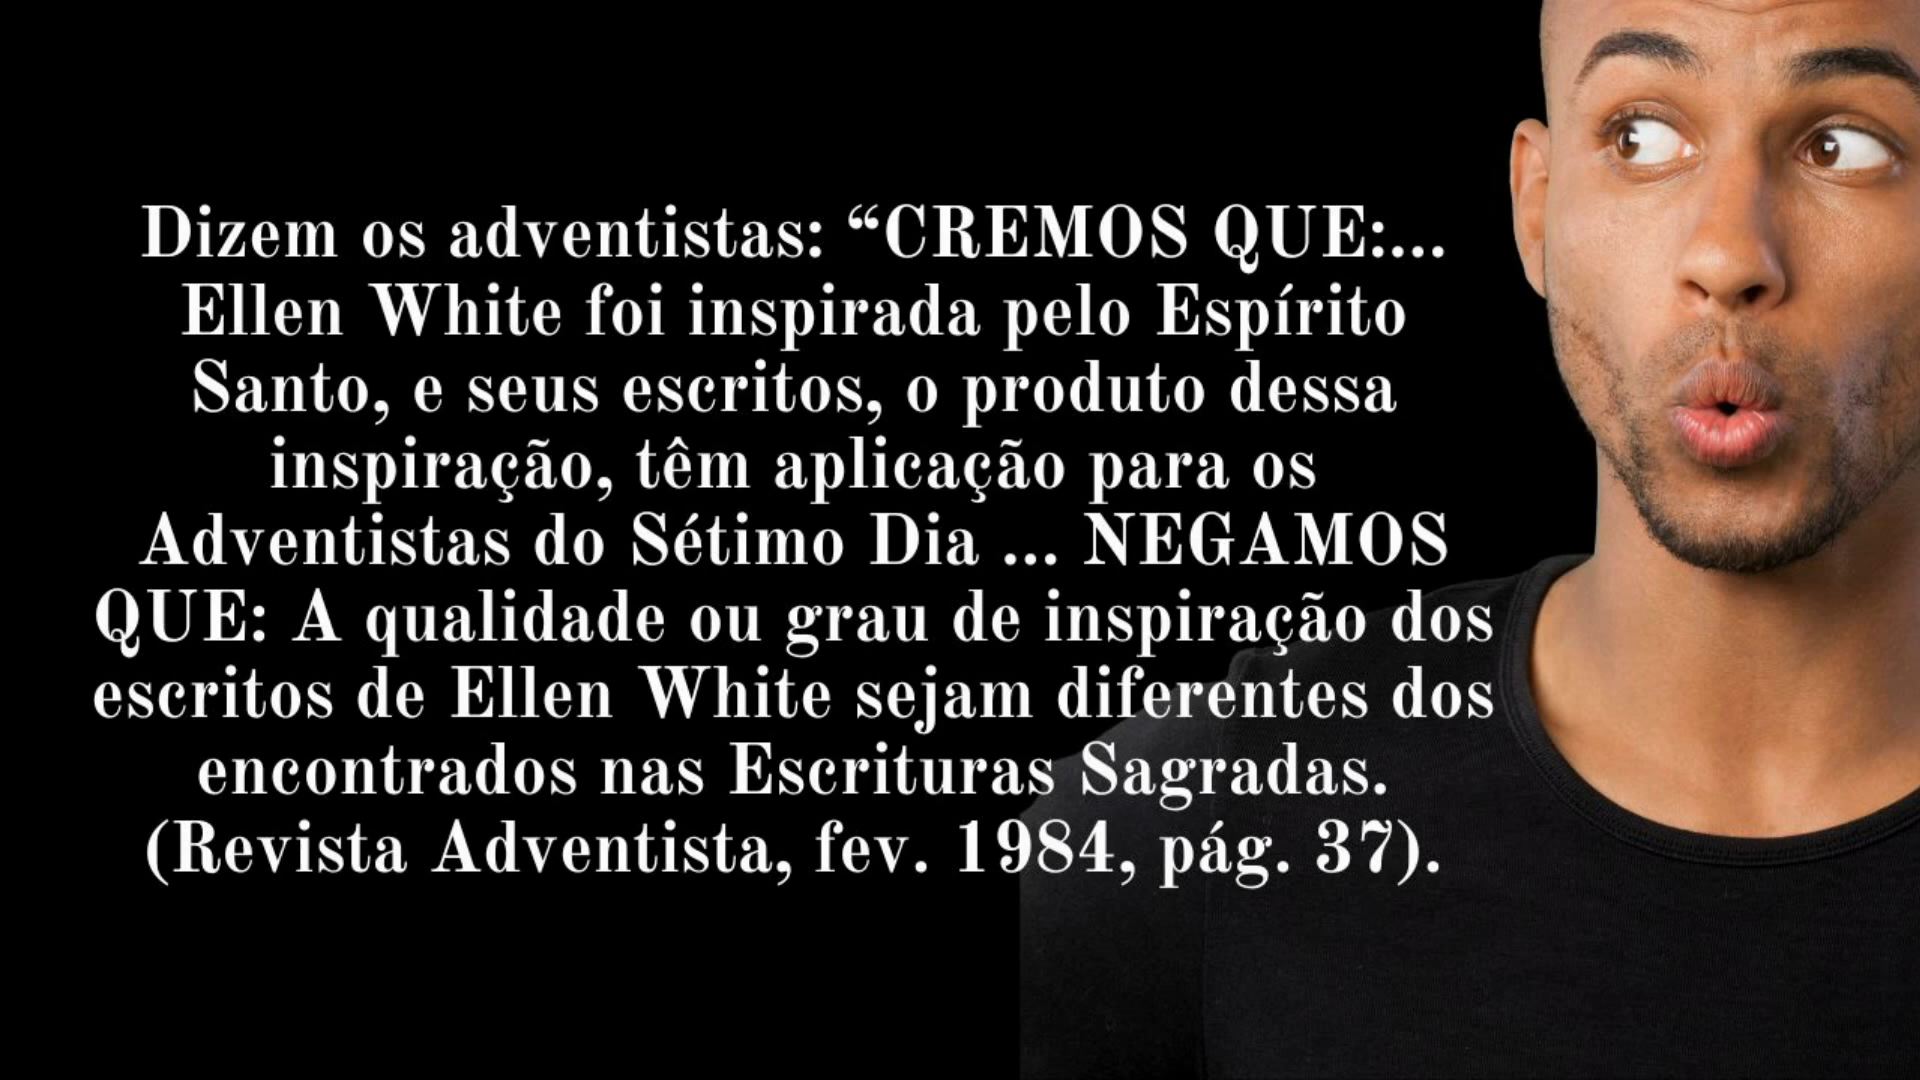 Dizem os adventistas: “CREMOS QUE:...
Ellen White foi inspirada pelo Espírito
Santo, e seus escritos, o produto dessa
inspiração, têm aplicação para os
Adventistas do Sétimo Dia ... NEGAMOS
QUE: A qualidade ou grau de inspiração dos
escritos de Ellen White sejam diferentes dos
encontrados nas Escrituras Sagradas.
(Revista Adventista, fev. 1984, pág. 37).